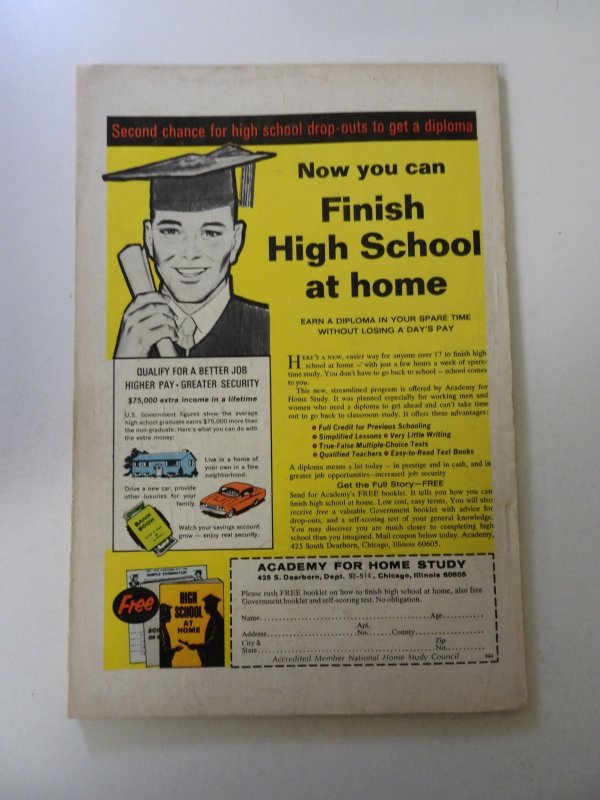 Second chance for high school drop-outs to get a diploma
Now you can
Finish
High School
at home
EARN A DIPLOMA IN YOUR SPARE TIME
WITHOUT LOSING A DAY'S PAY
HERE'S A NEW, easier way for anyone over 17 to finish high
school at home — with just a few hours a week of spare-
time study. You don't have to go back to school — school comes
to you.
This new, streamlined program is offered by Academy for
Home Study. It was planned especially for working men and
women who need a diploma to get ahead and can't take time
out to go back to classroom study. It offers these advantages:
Full Credit for Previous Schooling
Simplified Lessons • Very Little Writing
True-False Multiple-Choice Tests
Qualified Teachers • Easy-to-Read Text Books
A diploma means a lot today — in prestige and in cash, and in
greater job opportunities—increased job security
Get the Full Story—FREE
Send for Academy's FREE booklet. It tells you how you can
finish high school at home. Low cost, easy terms. You will also
receive free a valuable Government booklet with advice for
drop-outs, and a self-scoring test of your general knowledge.
You may discover you are much closer to completing high
school than you imagined. Mail coupon below today. Academy,
425 South Dearborn, Chicago, Illinois 60605.
QUALIFY FOR A BETTER JOB
HIGHER PAY • GREATER SECURITY
$75,000 extra income in a lifetime
U.S. Government figures show the average
high school graduate earns $75,000 more than
the non-graduate. Here's what you can do with
the extra money:
Live in a home of
your own in a fine
neighborhood.
Drive a new car, provide
other luxuries for your
family.
BANK
BOOK
Watch your savings account
grow — enjoy real security.
Free
SAMPLE EXAMINATION
HIGH
SCHOOL
AT
HOME
ACADEMY FOR HOME STUDY
425 S. Dearborn, Dept. 90-914, Chicago, Illinois 60605
Please rush FREE booklet on how to finish high school at home, also free
Government booklet and self-scoring test. No obligation.
Name Age
Apt.
Address No. County
City & Zip
State No.
Accredited Member National Home Study Council